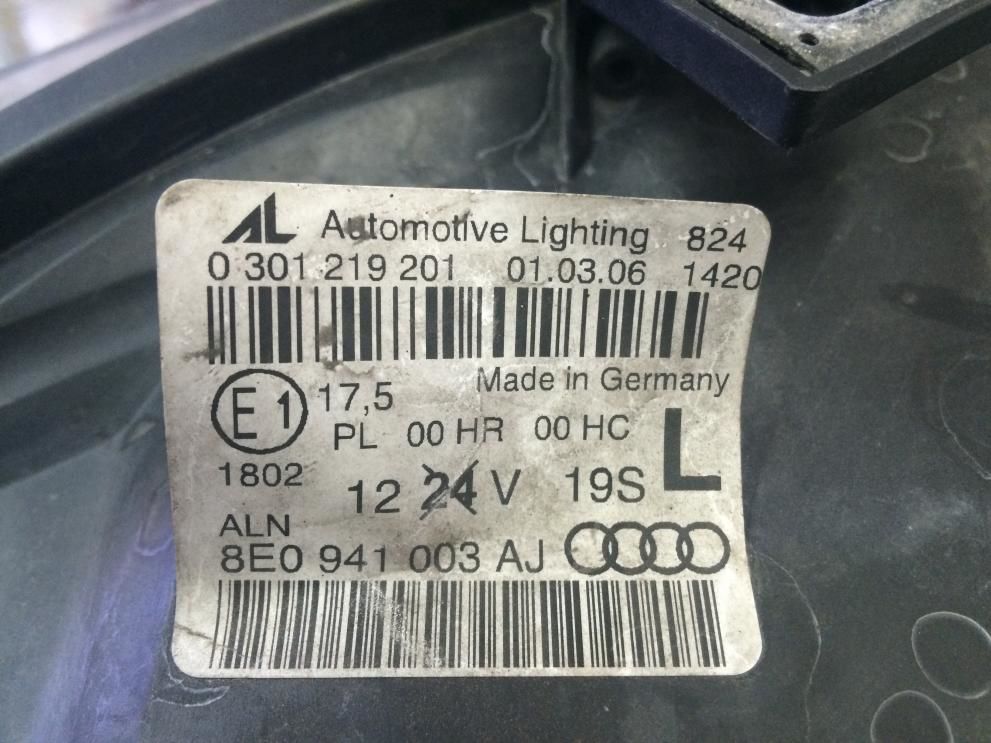 AL Automotive Lighting 824
0 301 219 201 01.03.06 1420
Made in Germany
E1 17,5
PL 00 HR 00 HC L
1802 12 24 V 19S
ALN
8E0 941 003 AJ